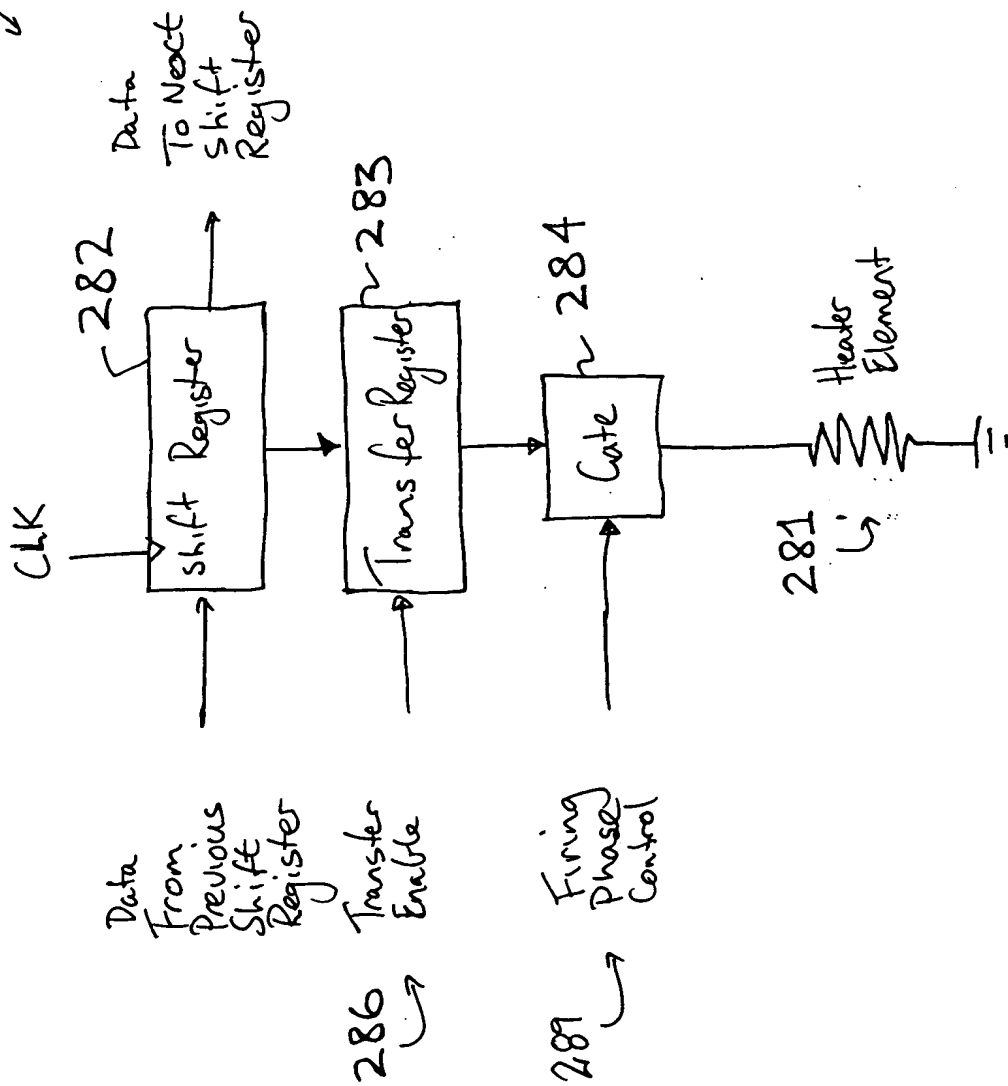 CLK
282
Data
To Next
Shift
Register
Shift Register
Data
From
Previous
Shift
Register
283
Transfer Register
286
Transfer
Enable
284
Gate
289
Firing
Phase
Control
281
Heater
Element